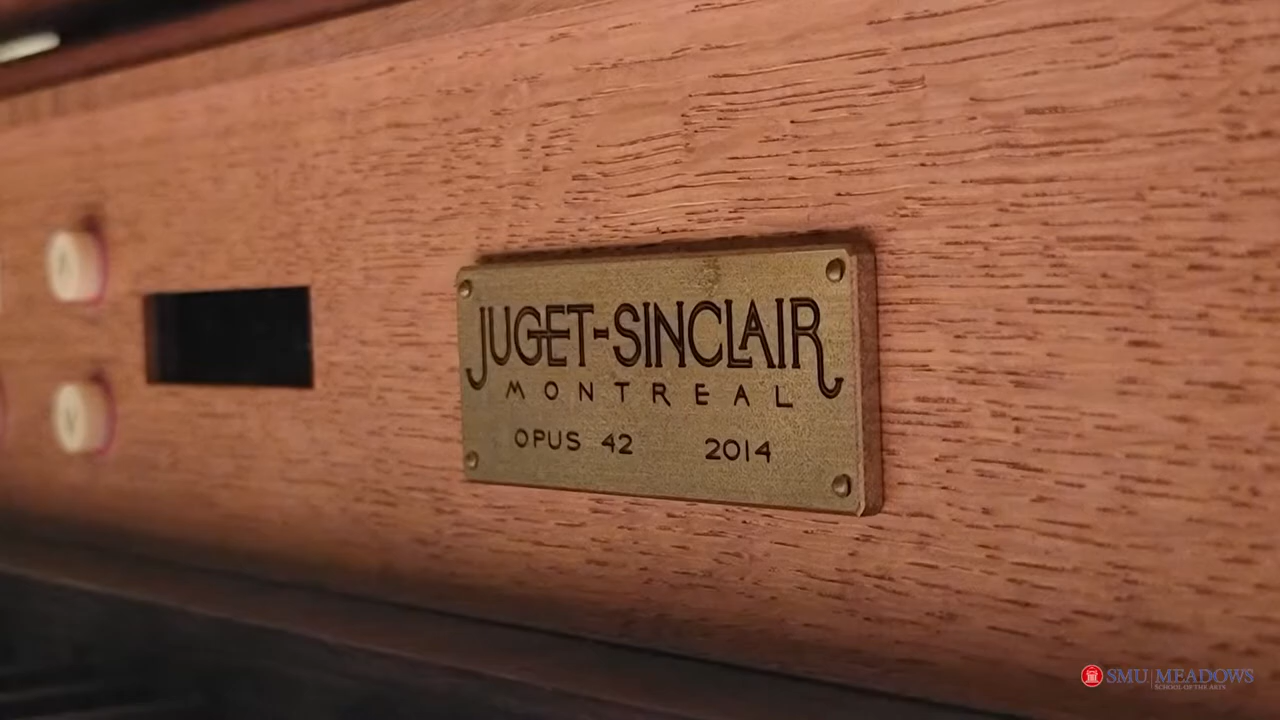 JUGET-SINCLAIR
MONTREAL
OPUS 42 2014
SMU | MEADOWS
SCHOOL OF THE ARTS